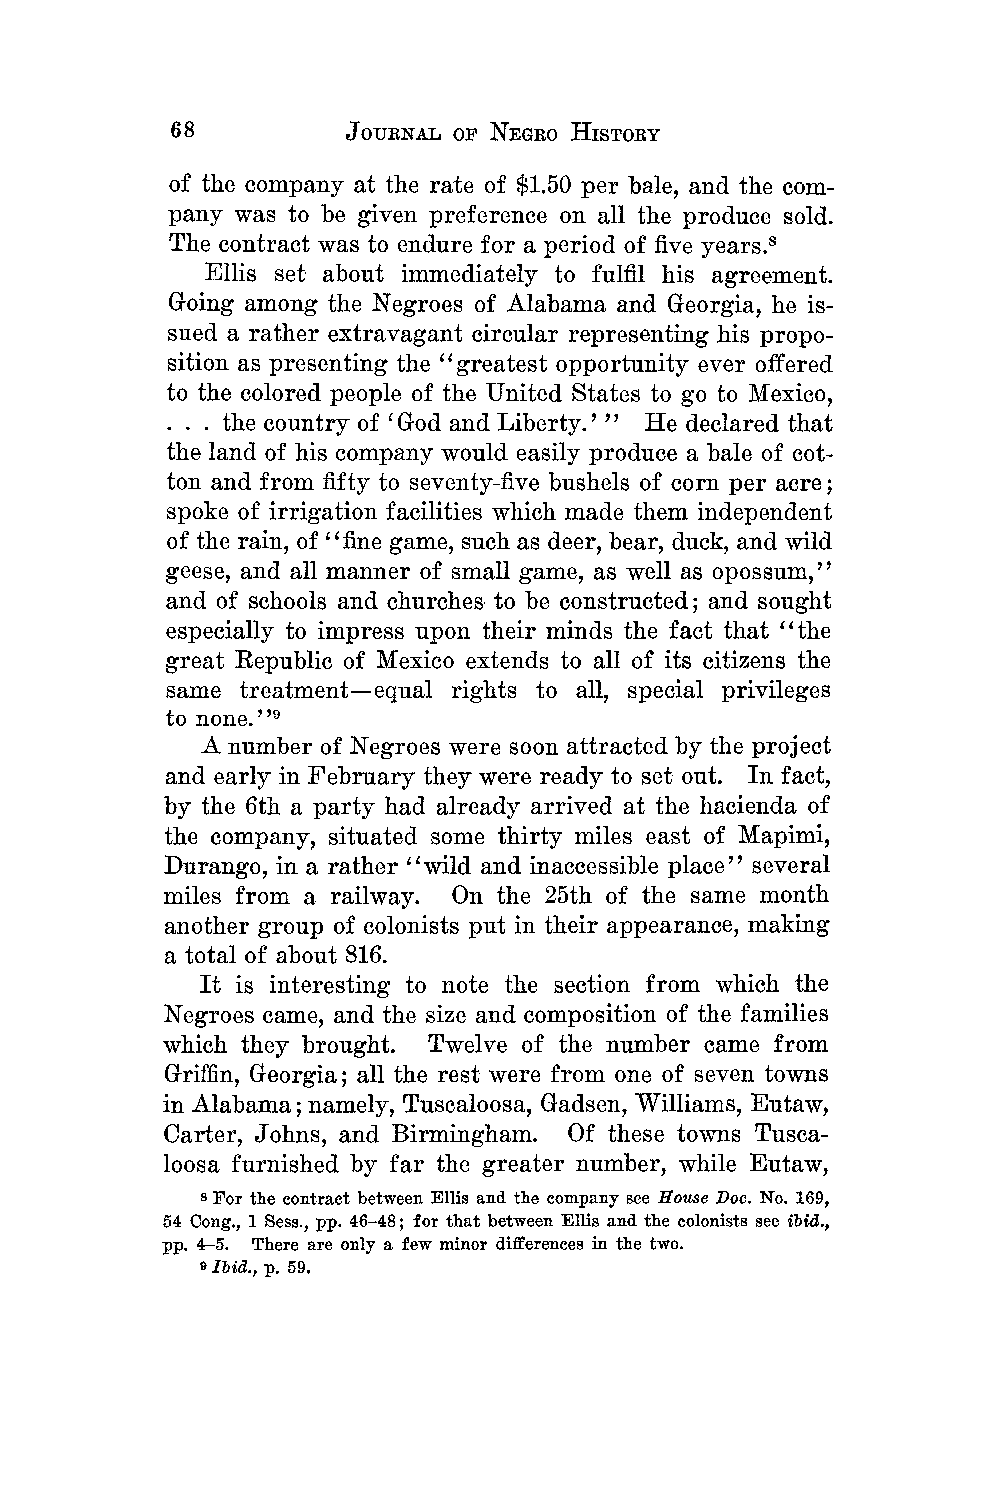 68 JOURNAL OF NEGRO HISTORY
of the company at the rate of $1.50 per bale, and the com-
pany was to be given preference on all the produce sold.
The contract was to endure for a period of five years.⁸
Ellis set about immediately to fulfil his agreement.
Going among the Negroes of Alabama and Georgia, he is-
sued a rather extravagant circular representing his propo-
sition as presenting the ‘‘greatest opportunity ever offered
to the colored people of the United States to go to Mexico,
. . . the country of ‘God and Liberty.’ ’’ He declared that
the land of his company would easily produce a bale of cot-
ton and from fifty to seventy-five bushels of corn per acre;
spoke of irrigation facilities which made them independent
of the rain, of ‘‘fine game, such as deer, bear, duck, and wild
geese, and all manner of small game, as well as opossum,’’
and of schools and churches to be constructed; and sought
especially to impress upon their minds the fact that ‘‘the
great Republic of Mexico extends to all of its citizens the
same treatment—equal rights to all, special privileges
to none.’’⁹
A number of Negroes were soon attracted by the project
and early in February they were ready to set out. In fact,
by the 6th a party had already arrived at the hacienda of
the company, situated some thirty miles east of Mapimi,
Durango, in a rather ‘‘wild and inaccessible place’’ several
miles from a railway. On the 25th of the same month
another group of colonists put in their appearance, making
a total of about 816.
It is interesting to note the section from which the
Negroes came, and the size and composition of the families
which they brought. Twelve of the number came from
Griffin, Georgia; all the rest were from one of seven towns
in Alabama; namely, Tuscaloosa, Gadsen, Williams, Eutaw,
Carter, Johns, and Birmingham. Of these towns Tusca-
loosa furnished by far the greater number, while Eutaw,
⁸ For the contract between Ellis and the company see House Doc. No. 169,
54 Cong., 1 Sess., pp. 46–48; for that between Ellis and the colonists see ibid.,
pp. 4–5. There are only a few minor differences in the two.
⁹ Ibid., p. 59.